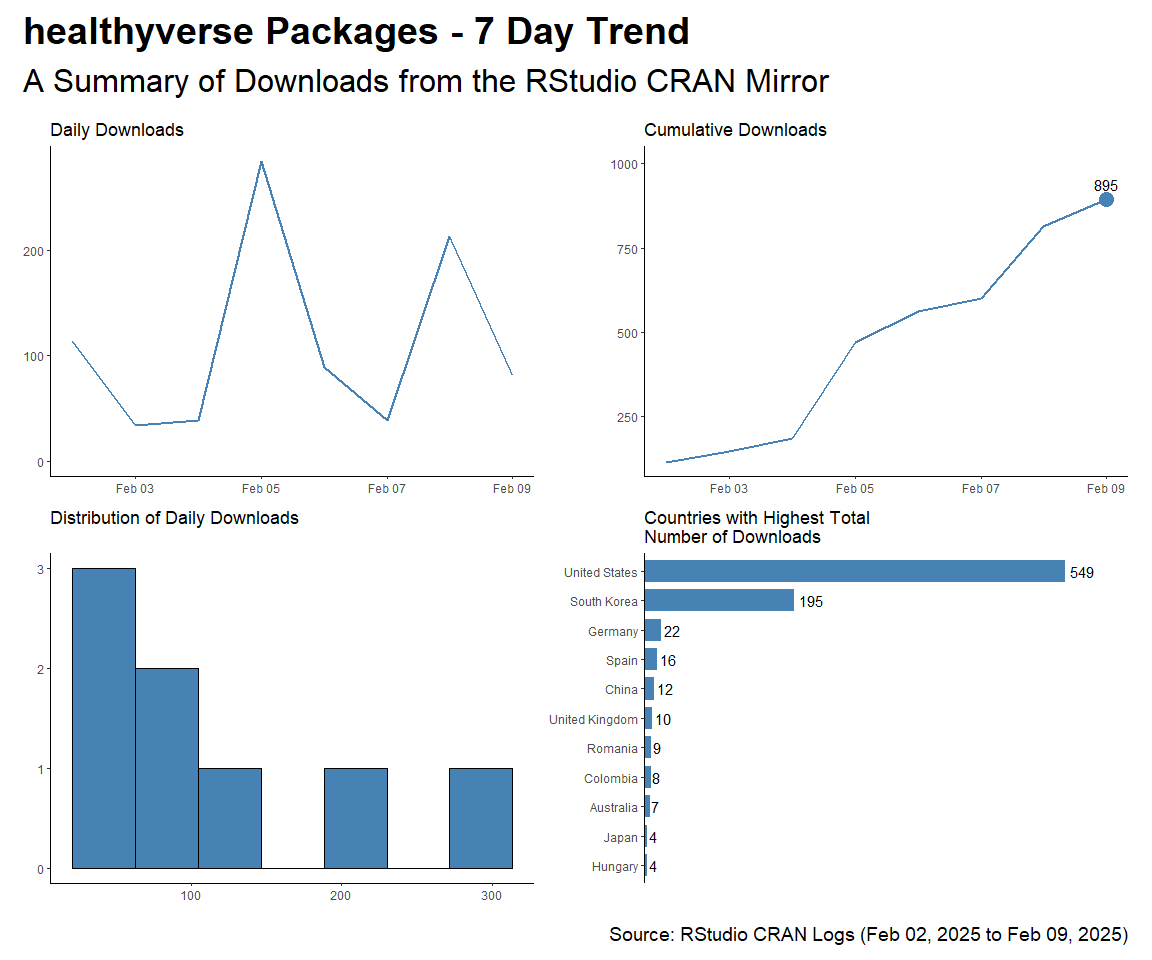 healthyverse Packages - 7 Day Trend
A Summary of Downloads from the RStudio CRAN Mirror
Daily Downloads
200
100
0
Feb 03
Feb 05
Feb 07
Feb 09
Cumulative Downloads
1000
750
500
250
895
Feb 03
Feb 05
Feb 07
Feb 09
Distribution of Daily Downloads
3
2
1
0
100
200
300
Countries with Highest Total
Number of Downloads
United States 549
South Korea 195
Germany 22
Spain 16
China 12
United Kingdom 10
Romania 9
Colombia 8
Australia 7
Japan 4
Hungary 4
Source: RStudio CRAN Logs (Feb 02, 2025 to Feb 09, 2025)